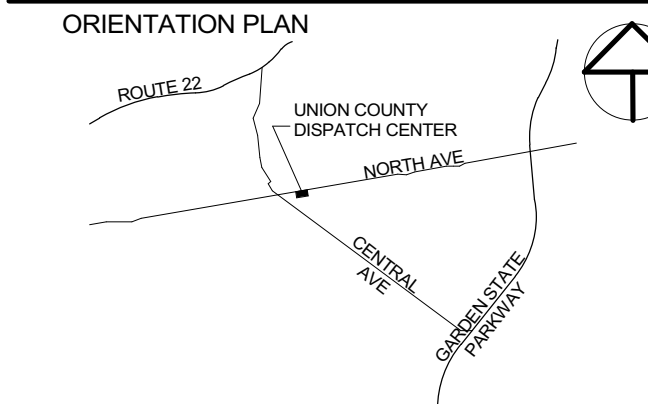 ORIENTATION PLAN
ROUTE 22
UNION COUNTY
DISPATCH CENTER
NORTH AVE
CENTRAL
AVE
GARDEN STATE
PARKWAY